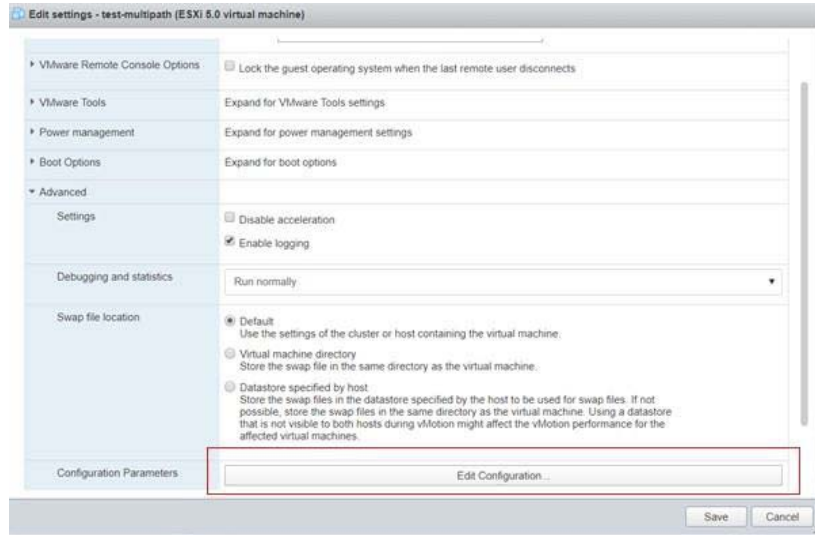 Edit settings - test-multipath (ESXi 5.0 virtual machine)
VMware Remote Console Options
Lock the guest operating system when the last remote user disconnects
VMware Tools
Expand for VMware Tools settings
Power management
Expand for power management settings
Boot Options
Expand for boot options
Advanced
Settings
Disable acceleration
Enable logging
Debugging and statistics
Run normally
Swap file location
Default
Use the settings of the cluster or host containing the virtual machine.
Virtual machine directory
Store the swap file in the same directory as the virtual machine.
Datastore specified by host
Store the swap files in the datastore specified by the host to be used for swap files. If not
possible, store the swap files in the same directory as the virtual machine. Using a datastore
that is not visible to both hosts during vMotion might affect the vMotion performance for the
affected virtual machines.
Configuration Parameters
Edit Configuration...
Save
Cancel